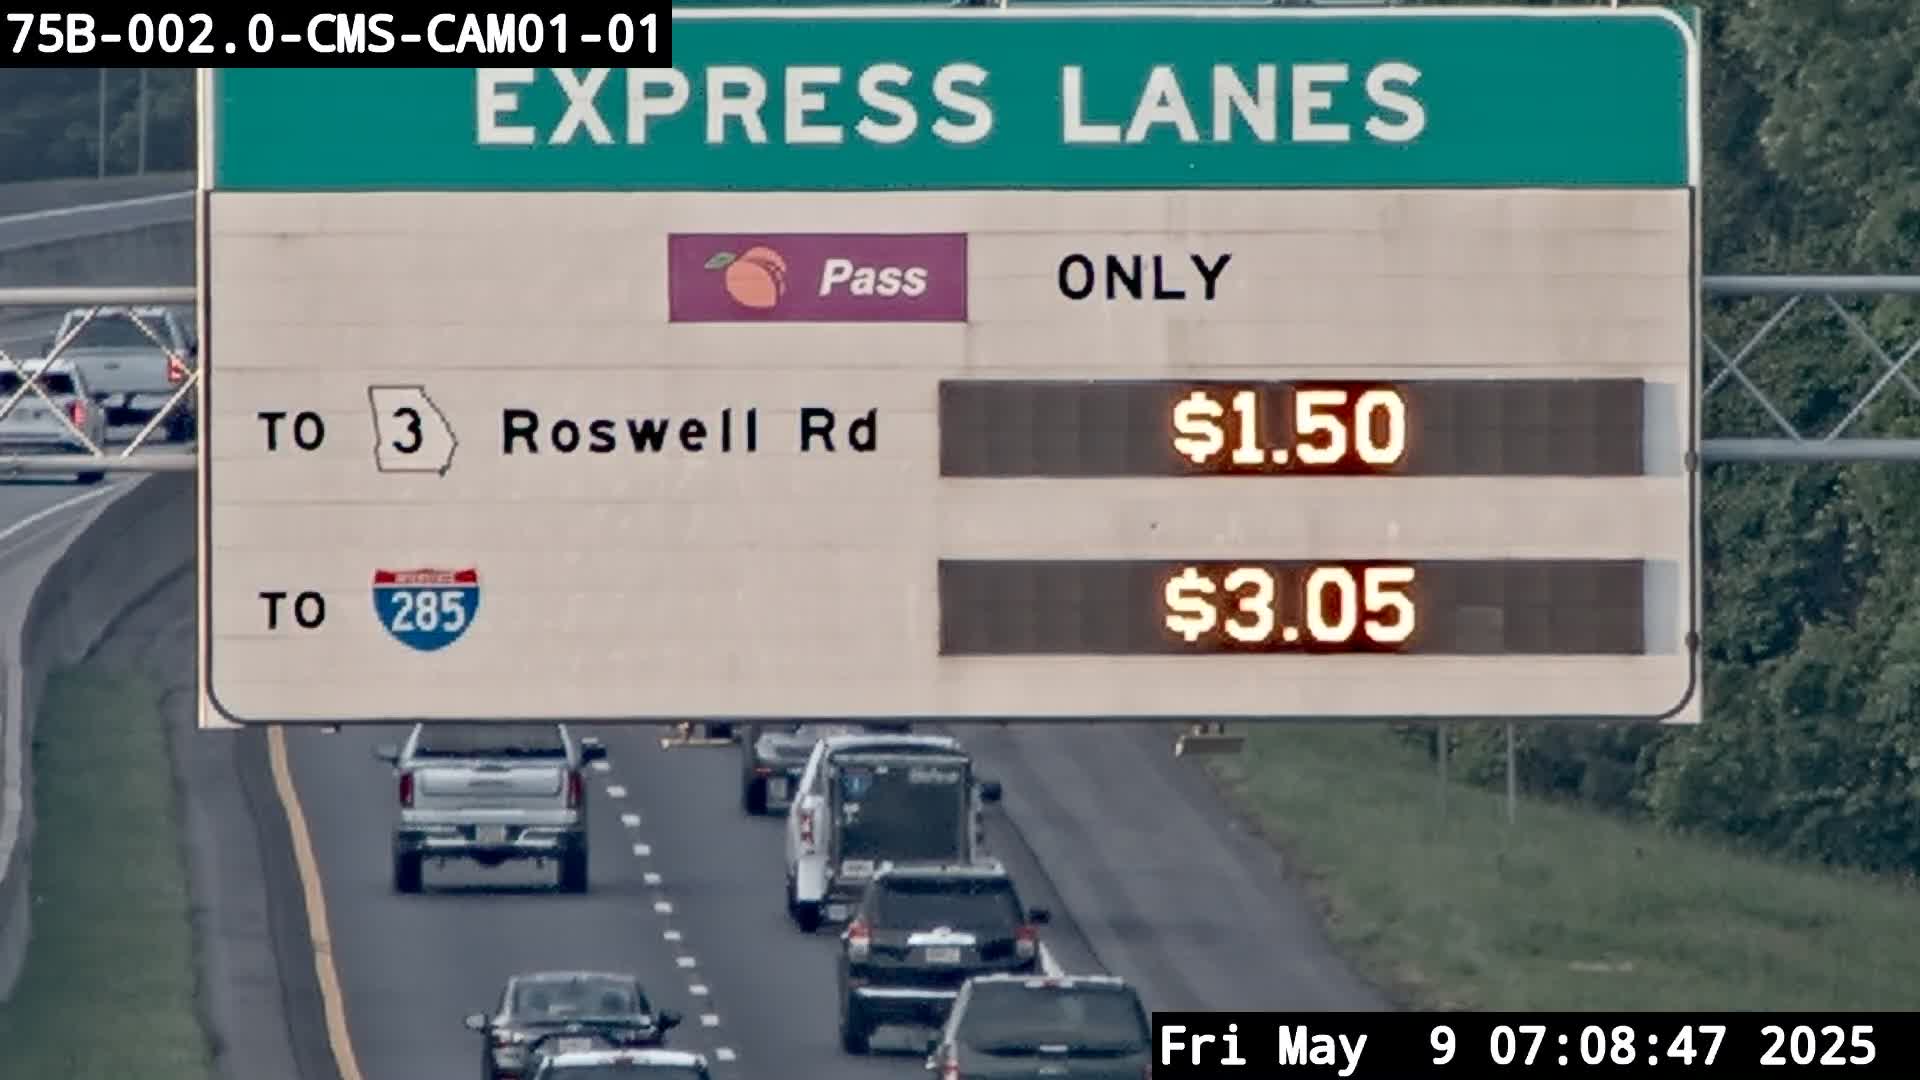 75B-002.0-CMS-CAM01-01
EXPRESS LANES
Pass ONLY
TO 3 Roswell Rd $1.50
TO 285 $3.05
Fri May 9 07:08:47 2025